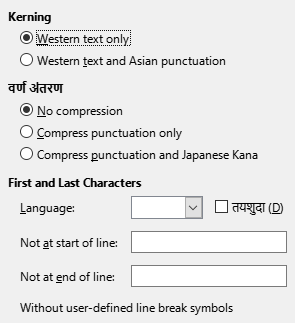 Kerning
Western text only
Western text and Asian punctuation
वर्ण अंतरण
No compression
Compress punctuation only
Compress punctuation and Japanese Kana
First and Last Characters
Language: तयशुदा (D)
Not at start of line:
Not at end of line:
Without user-defined line break symbols